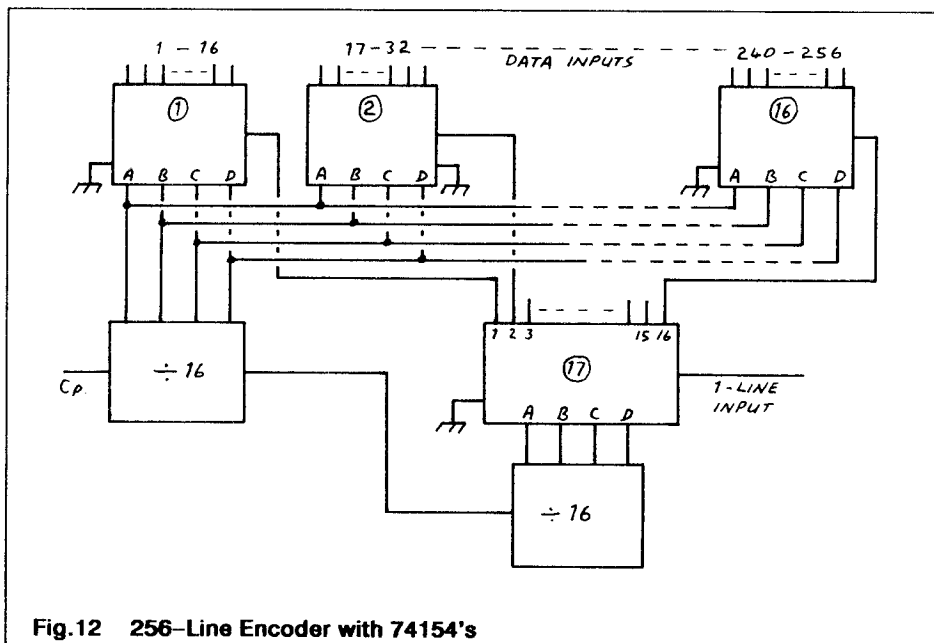 1 - 16
17 - 32
DATA INPUTS
240 - 256
1
2
16
A B C D
A B C D
A B C D
÷ 16
Cp.
1 2 3
15 16
17
1-LINE
INPUT
A B C D
÷ 16
Fig.12 256-Line Encoder with 74154's